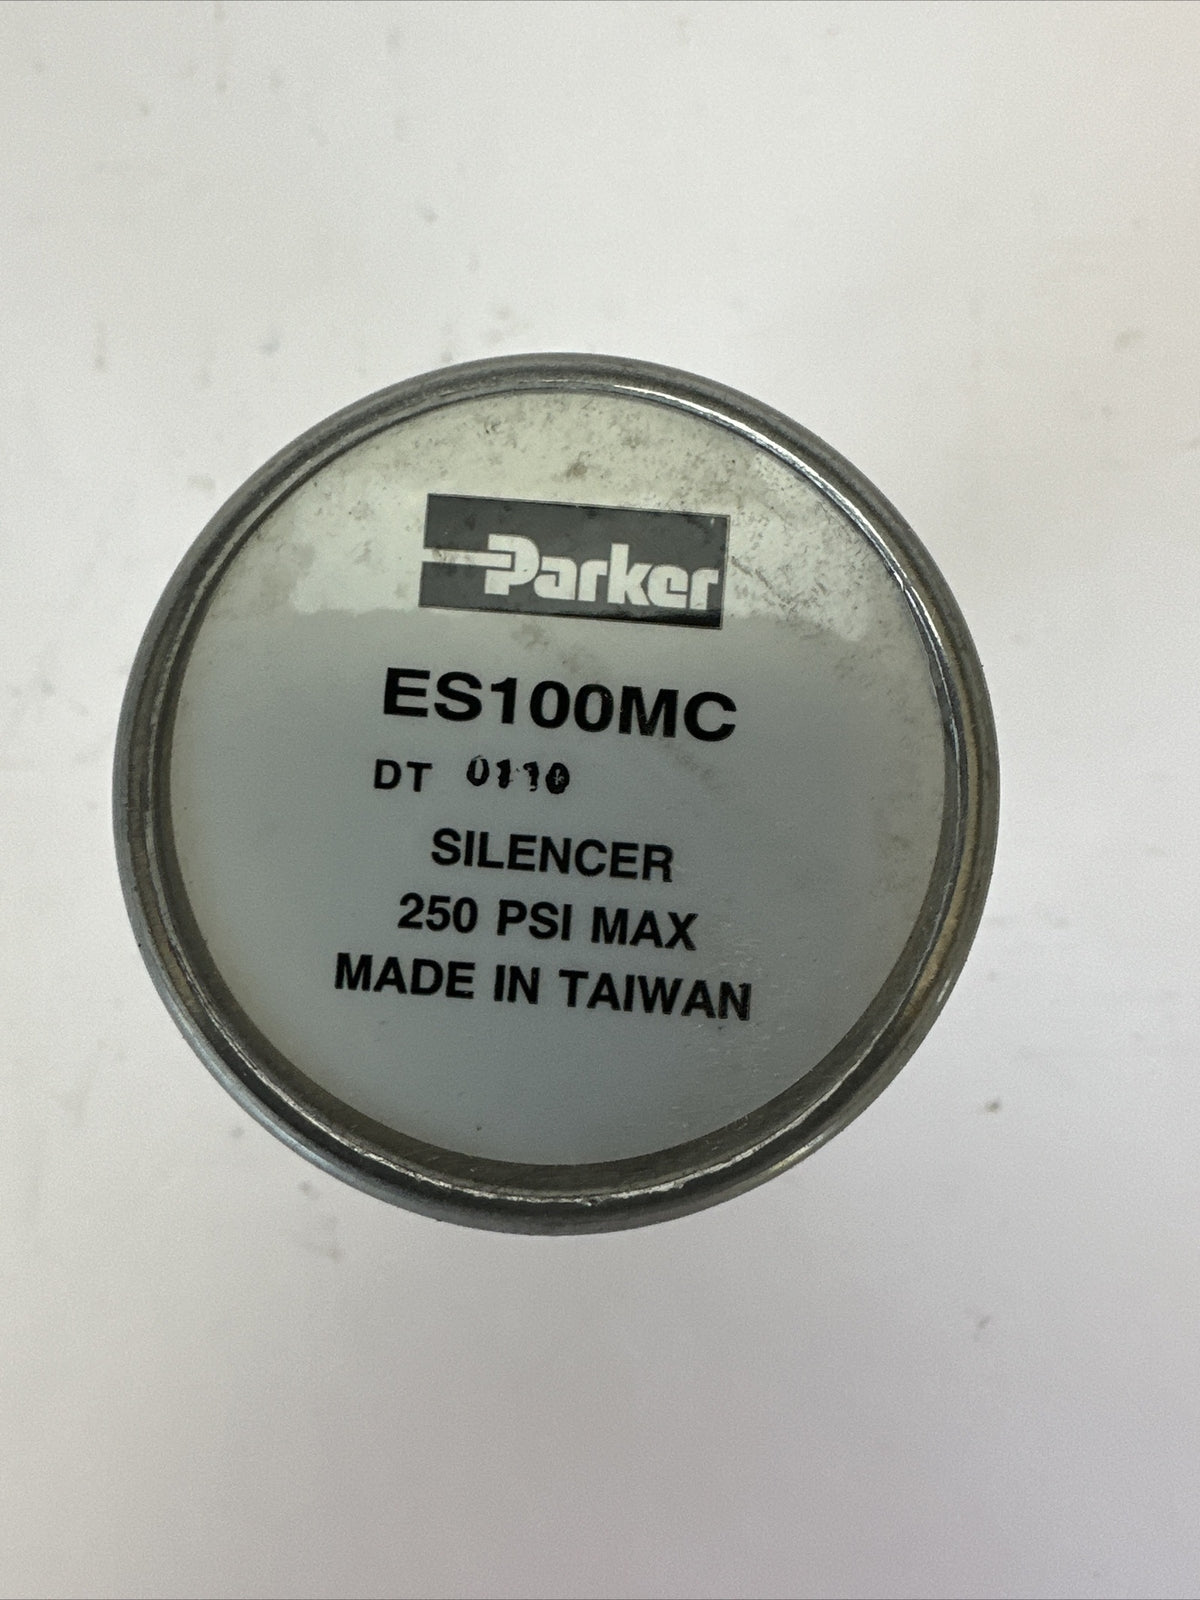 Parker
ES100MC
DT 0110
SILENCER
250 PSI MAX
MADE IN TAIWAN